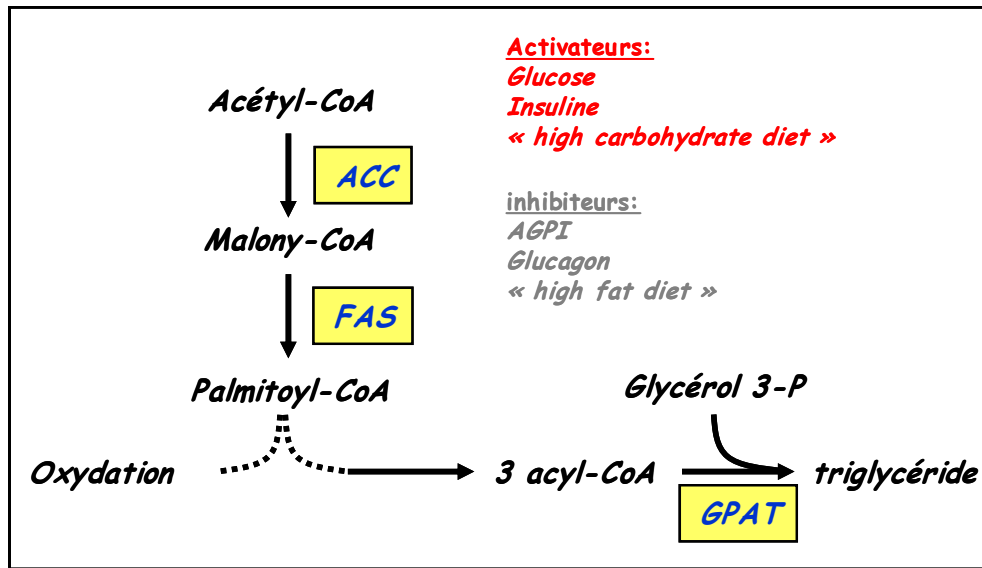 Activateurs:
Glucose
Insuline
« high carbohydrate diet »
inhibiteurs:
AGPI
Glucagon
« high fat diet »
Acétyl-CoA
ACC
Malony-CoA
FAS
Palmitoyl-CoA
Glycérol 3-P
Oxydation
3 acyl-CoA
triglycéride
GPAT